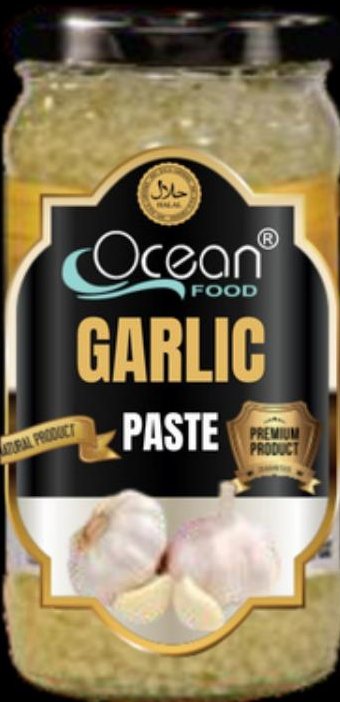 حلال
HALAL
Ocean®
FOOD
GARLIC
PASTE
NATURAL PRODUCT
PREMIUM
PRODUCT